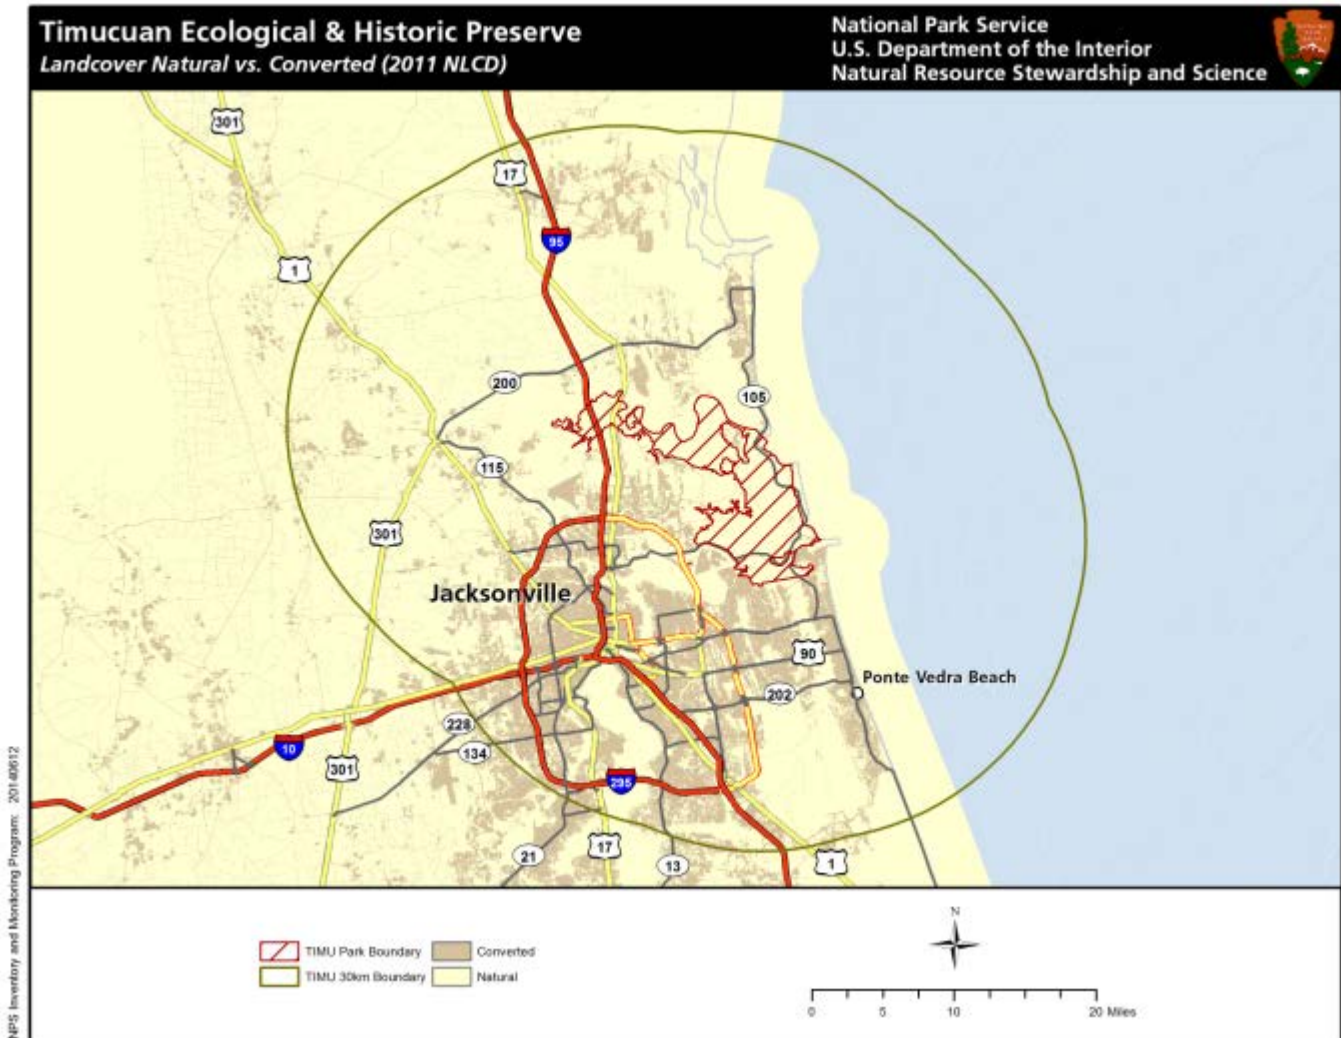 Timucuan Ecological & Historic Preserve
Landcover Natural vs. Converted (2011 NLCD)
National Park Service
U.S. Department of the Interior
Natural Resource Stewardship and Science
301
17
95
1
200
105
115
301
Jacksonville
90
Ponte Vedra Beach
202
228
134
10
301
295
21
17
13
1
NPS Inventory and Monitoring Program: 20140612
TIMU Park Boundary
Converted
TIMU 30km Boundary
Natural
N
0 5 10 20 Miles